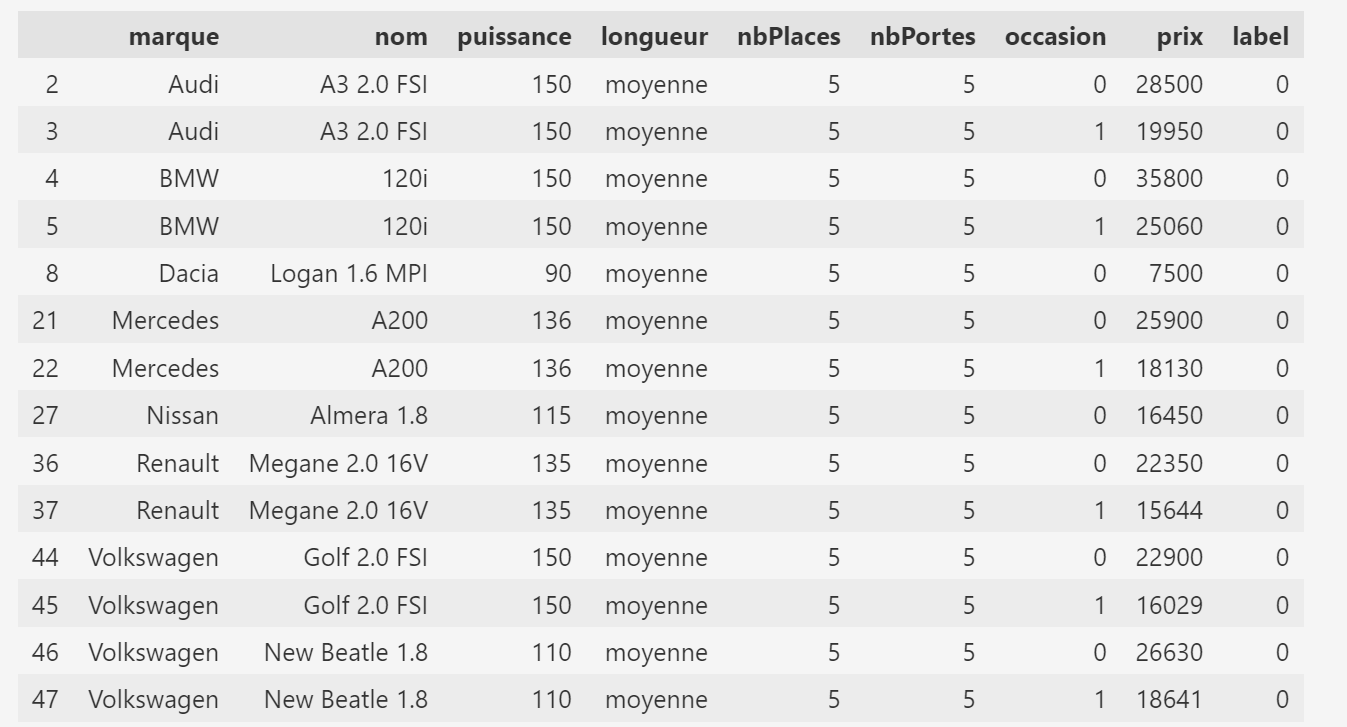 marque nom puissance longueur nbPlaces nbPortes occasion prix label
2 Audi A3 2.0 FSI 150 moyenne 5 5 0 28500 0
3 Audi A3 2.0 FSI 150 moyenne 5 5 1 19950 0
4 BMW 120i 150 moyenne 5 5 0 35800 0
5 BMW 120i 150 moyenne 5 5 1 25060 0
8 Dacia Logan 1.6 MPI 90 moyenne 5 5 0 7500 0
21 Mercedes A200 136 moyenne 5 5 0 25900 0
22 Mercedes A200 136 moyenne 5 5 1 18130 0
27 Nissan Almera 1.8 115 moyenne 5 5 0 16450 0
36 Renault Megane 2.0 16V 135 moyenne 5 5 0 22350 0
37 Renault Megane 2.0 16V 135 moyenne 5 5 1 15644 0
44 Volkswagen Golf 2.0 FSI 150 moyenne 5 5 0 22900 0
45 Volkswagen Golf 2.0 FSI 150 moyenne 5 5 1 16029 0
46 Volkswagen New Beatle 1.8 110 moyenne 5 5 0 26630 0
47 Volkswagen New Beatle 1.8 110 moyenne 5 5 1 18641 0